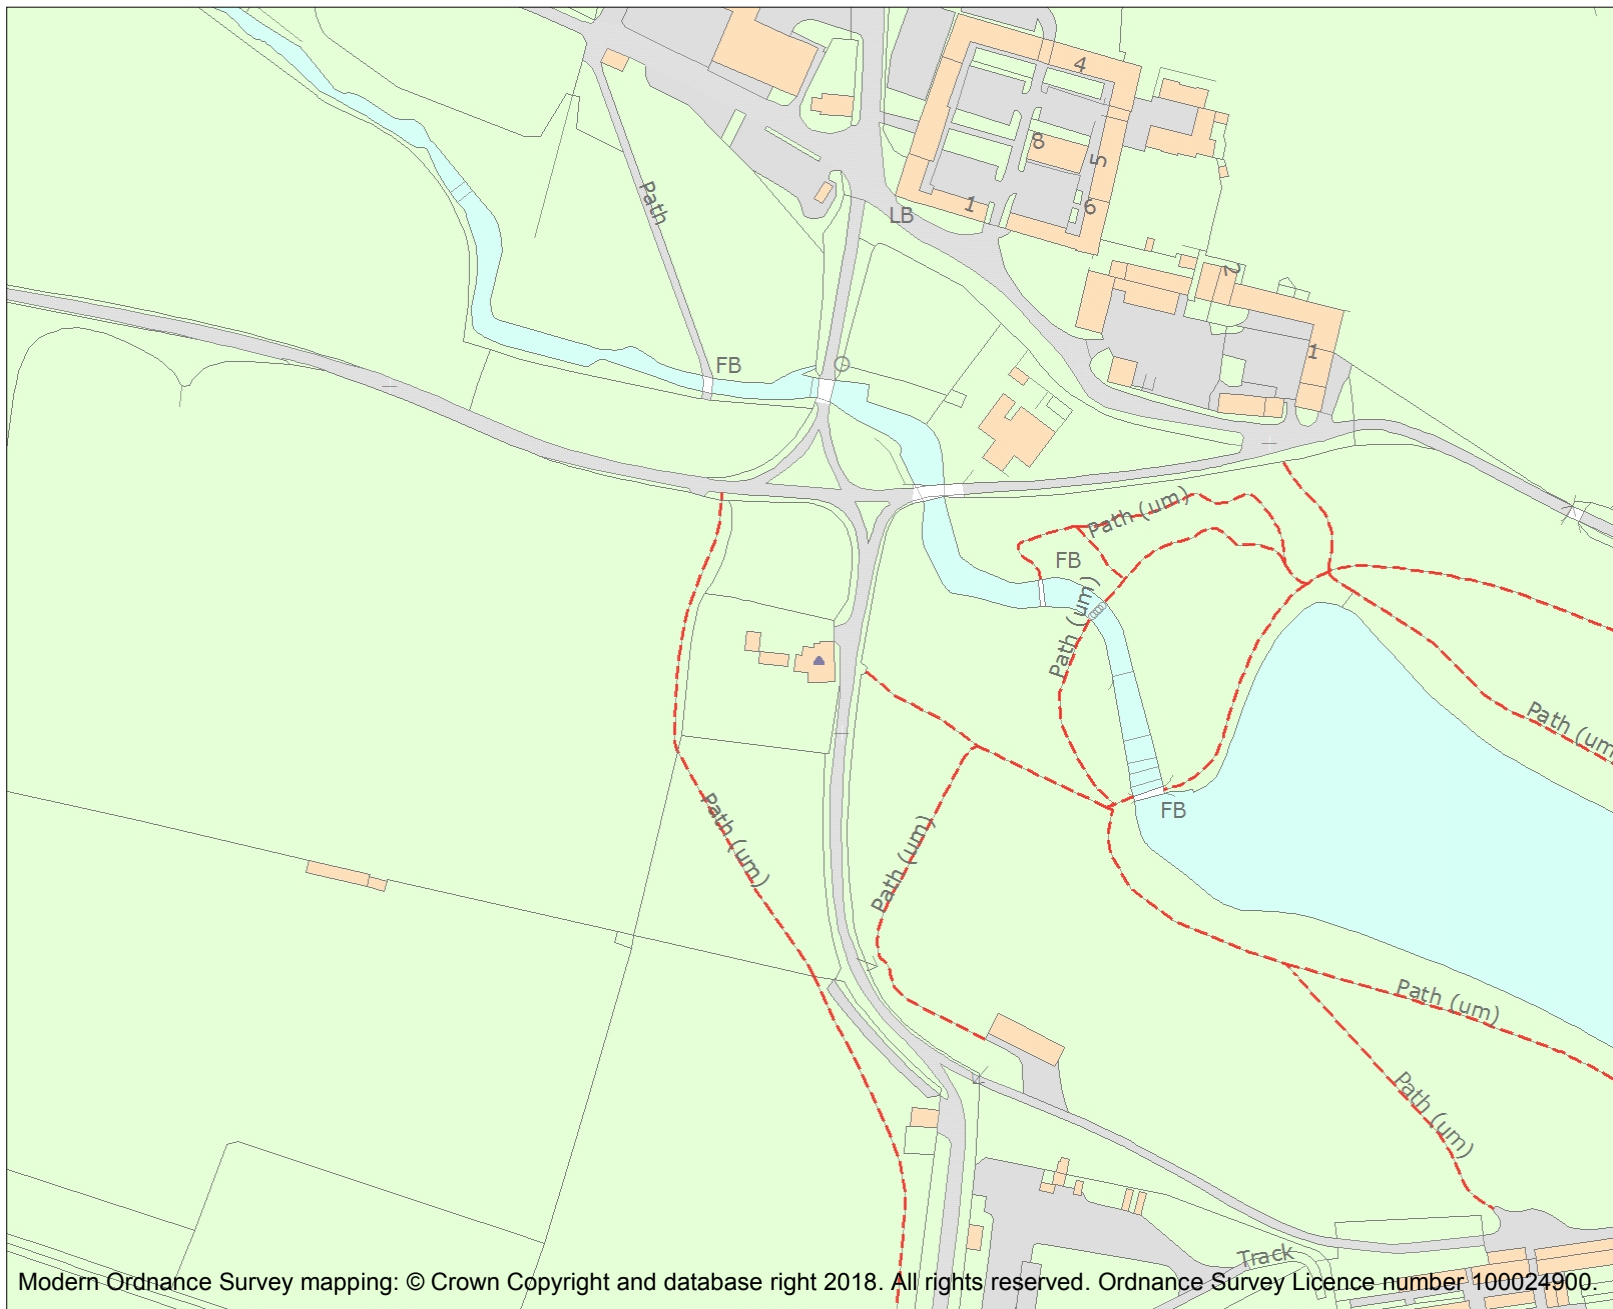 4
8
5
Path
1
6
LB
2
1
FB
Path (um)
FB
Path (um)
Path (um
FB
Path (um)
Path (um)
Path (um)
Path (um)
Track
Modern Ordnance Survey mapping: © Crown Copyright and database right 2018. All rights reserved. Ordnance Survey Licence number 100024900.